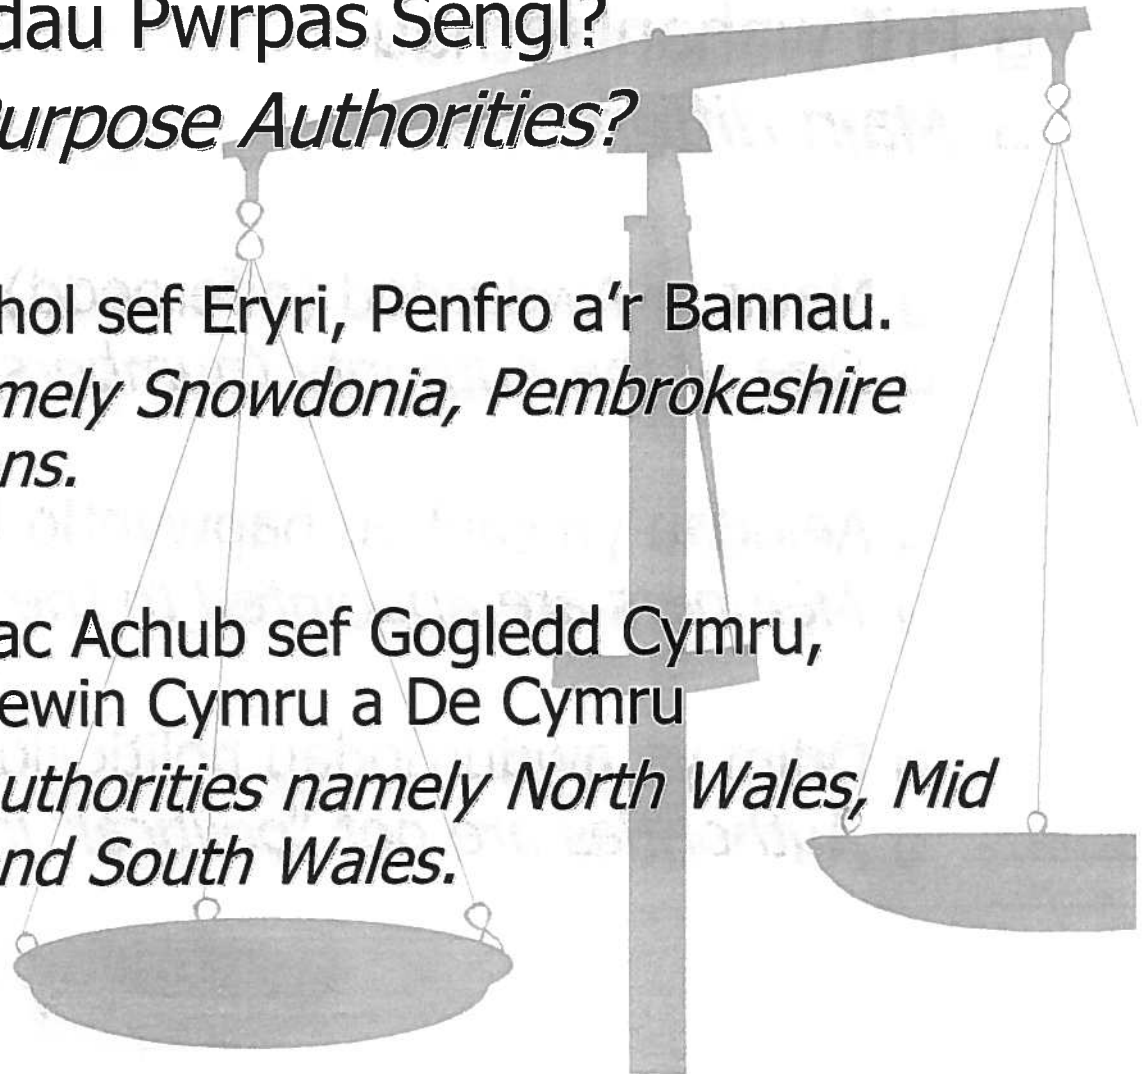 dau Pwrpas Sengl?
urpose Authorities?
hol sef Eryri, Penfro a'r Bannau.
mely Snowdonia, Pembrokeshire
ns.
ac Achub sef Gogledd Cymru,
ewin Cymru a De Cymru
uthorities namely North Wales, Mid
nd South Wales.